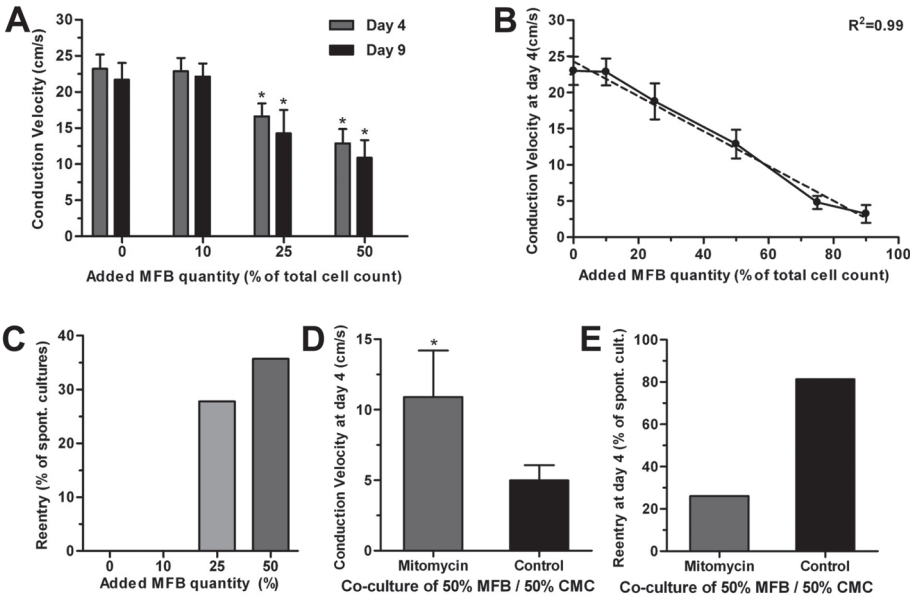 A
Conduction Velocity (cm/s)
30
25
20
15
10
5
0
Day 4
Day 9
*
*
*
*
0
10
25
50
Added MFB quantity (% of total cell count)
B
Conduction Velocity at day 4(cm/s)
30
25
20
15
10
5
0
R²=0.99
0
20
40
60
80
100
Added MFB quantity (% of total cell count)
C
Reentry (% of spont. cultures)
40
30
20
10
0
0
10
25
50
Added MFB quantity (%)
D
Conduction Velocity at day 4 (cm/s)
15
10
5
0
*
Mitomycin
Control
Co-culture of 50% MFB / 50% CMC
E
Reentry at day 4 (% of spont. cult.)
100
80
60
40
20
0
Mitomycin
Control
Co-culture of 50% MFB / 50% CMC